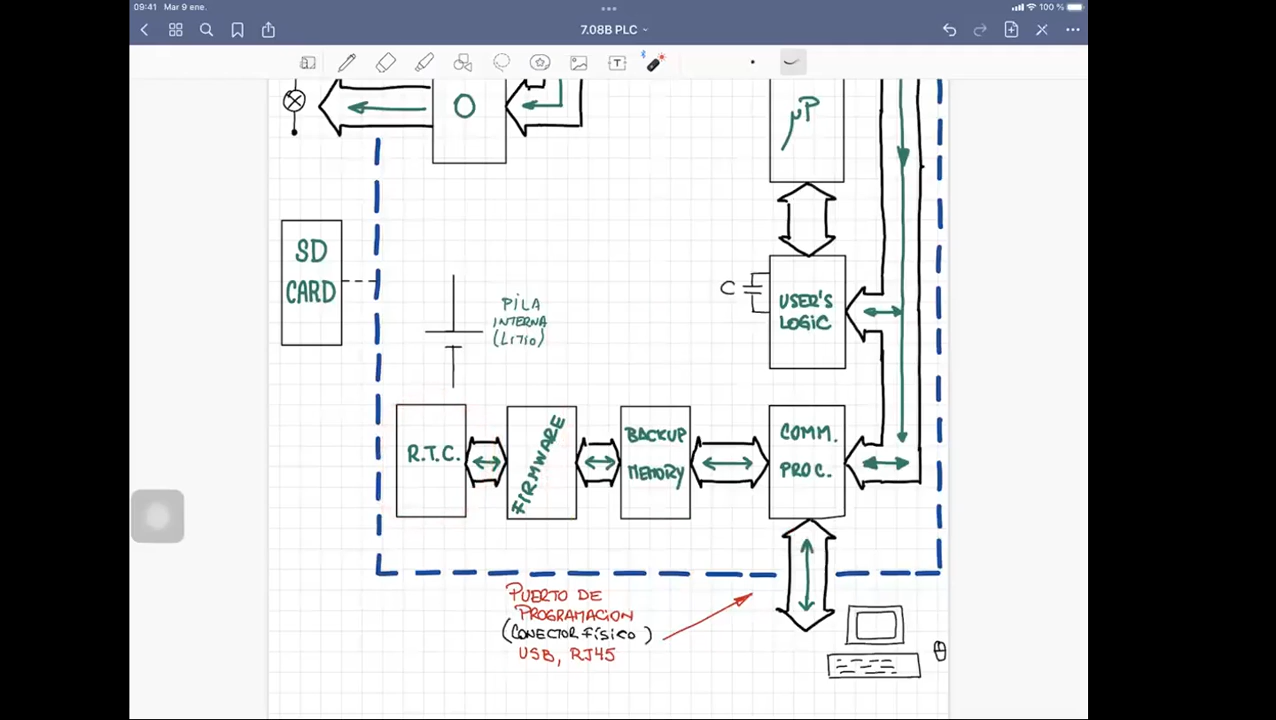 09:41 Mar 9 ene.
100 %
7.08B PLC
T
O
µP
SD
CARD
PILA
INTERNA
(LITIO)
C
USER'S
LOGIC
R.T.C.
FIRMWARE
BACKUP
MEMORY
COMM.
PROC.
PUERTO DE
PROGRAMACION
(CONECTOR FÍSICO)
USB, RJ45